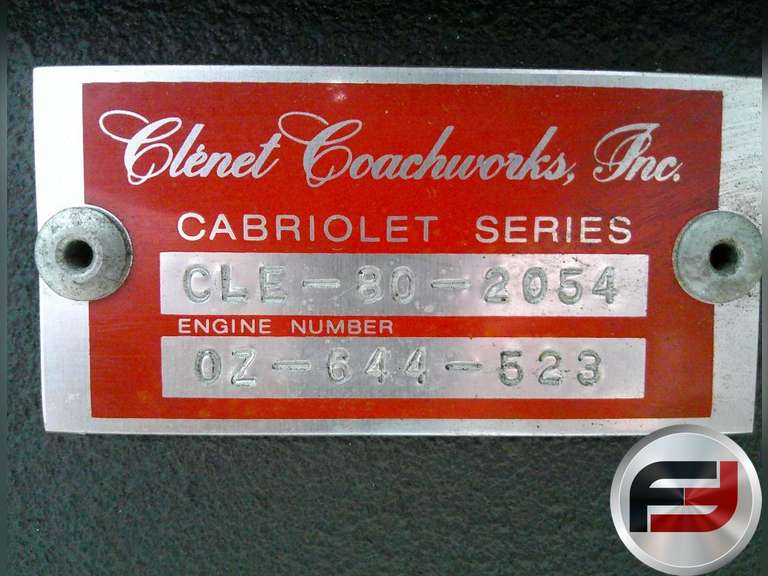 Clénet Coachworks, Inc.
CABRIOLET SERIES
CLE-80-2054
ENGINE NUMBER
0Z-644-523